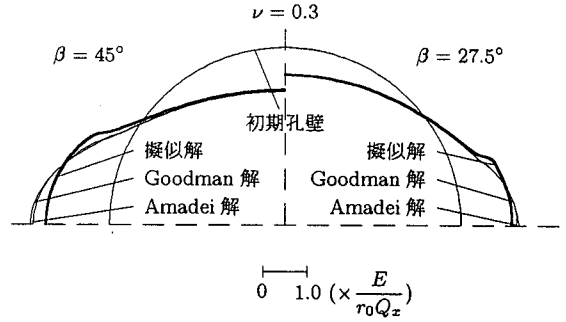 ν = 0.3
β = 45°
β = 27.5°
初期孔壁
擬似解
Goodman 解
Amadei 解
擬似解
Goodman 解
Amadei 解
0 1.0 (× E / r₀Qₓ)